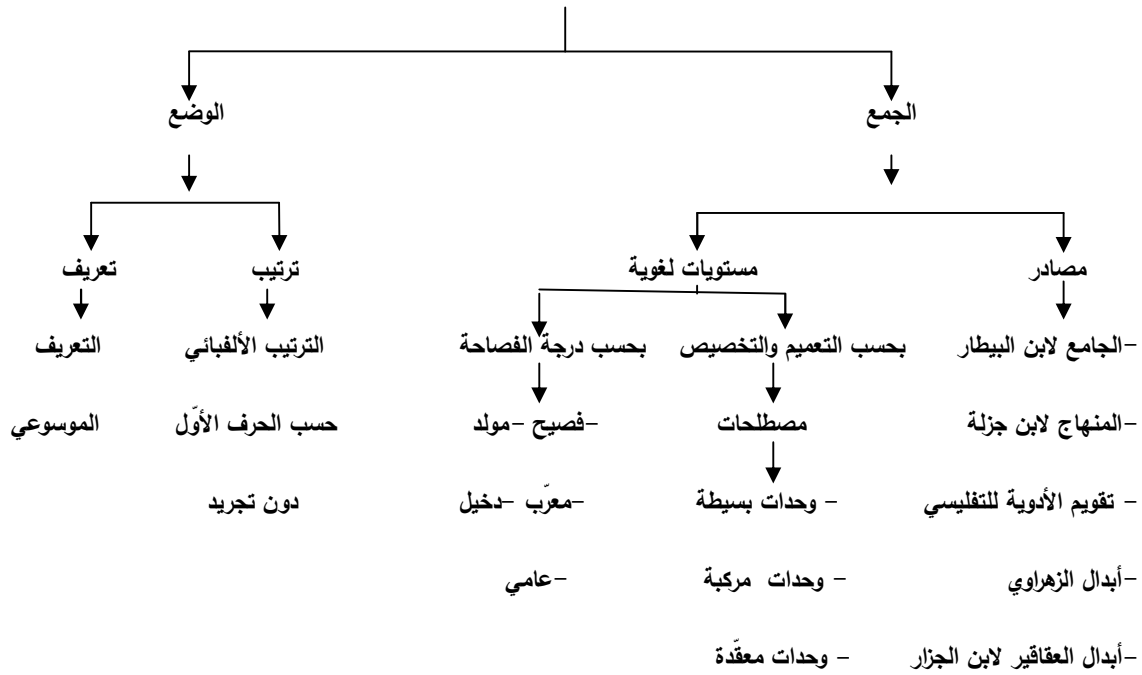 الجمع الوضع
مصادر مستويات لغوية ترتيب تعريف
-الجامع لابن البيطار بحسب التعميم والتخصيص بحسب درجة الفصاحة الترتيب الألفبائي التعريف
-المنهاج لابن جزلة مصطلحات -فصيح -مولد حسب الحرف الأوّل الموسوعي
- تقويم الأدوية للتفليسي - وحدات بسيطة -معرّب -دخيل دون تجريد
-أبدال الزهراوي - وحدات مركبة -عامي
-أبدال العقاقير لابن الجزار - وحدات معقّدة